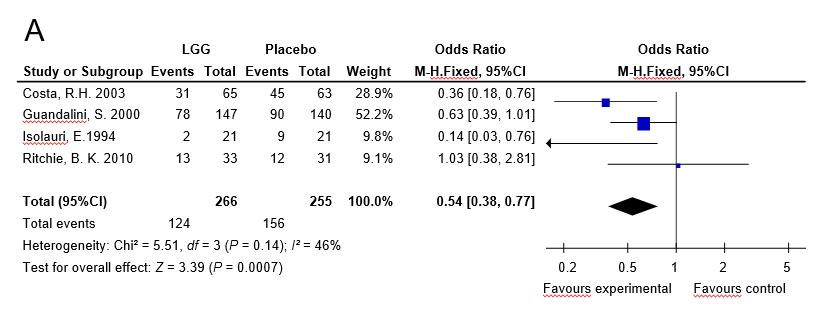 A
LGG Placebo Odds Ratio Odds Ratio
Study or Subgroup Events Total Events Total Weight M-H.Fixed, 95%CI M-H.Fixed, 95%CI
Costa, R.H. 2003 31 65 45 63 28.9% 0.36 [0.18, 0.76]
Guandalini, S. 2000 78 147 90 140 52.2% 0.63 [0.39, 1.01]
Isolauri, E.1994 2 21 9 21 9.8% 0.14 [0.03, 0.76]
Ritchie, B. K. 2010 13 33 12 31 9.1% 1.03 [0.38, 2.81]
Total (95%CI) 266 255 100.0% 0.54 [0.38, 0.77]
Total events 124 156
Heterogeneity: Chi² = 5.51, df = 3 (P = 0.14); I² = 46%
Test for overall effect: Z = 3.39 (P = 0.0007)
0.2 0.5 1 2 5
Favours experimental Favours control